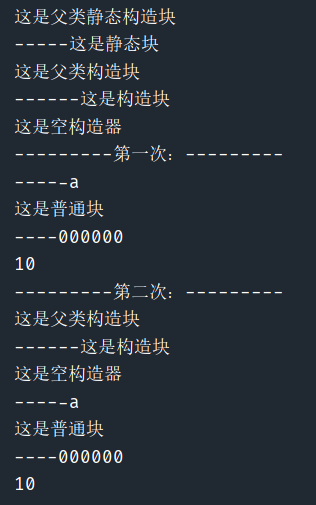 这是父类静态构造块
-----这是静态块
这是父类构造块
------这是构造块
这是空构造器
---------第一次：---------
-----a
这是普通块
----000000
10
---------第二次：---------
这是父类构造块
------这是构造块
这是空构造器
-----a
这是普通块
----000000
10